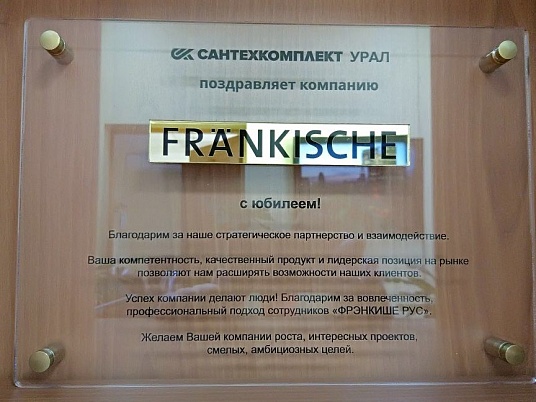 САНТЕХКОМПЛЕКТ УРАЛ
поздравляет компанию
FRÄNKISCHE
с юбилеем!
Благодарим за наше стратегическое партнерство и взаимодействие.
Ваша компетентность, качественный продукт и лидерская позиция на рынке
позволяют нам расширять возможности наших клиентов.
Успех компании делают люди! Благодарим за вовлеченность,
профессиональный подход сотрудников «ФРЭНКИШЕ РУС».
Желаем Вашей компании роста, интересных проектов,
смелых, амбициозных целей.